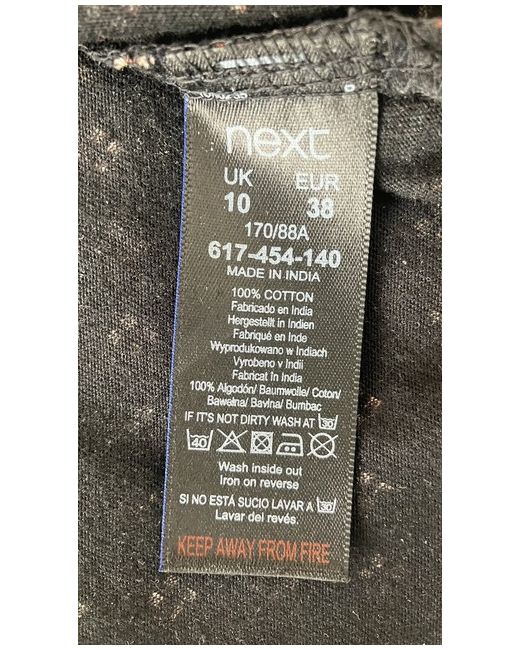 next
UK EUR
10 38
170/88A
617-454-140
MADE IN INDIA
100% COTTON
Fabricado en India
Hergestellt in Indien
Fabriqué en Inde
Wyprodukowano w Indiach
Vyrobeno v Indii
Fabricat în India
100% Algodón/ Baumwolle/ Coton/
Bawełna/ Bavlna/ Bumbac
IF IT'S NOT DIRTY WASH AT 30
40
Wash inside out
Iron on reverse
SI NO ESTÁ SUCIO LAVAR A 30
Lavar del revés.
KEEP AWAY FROM FIRE